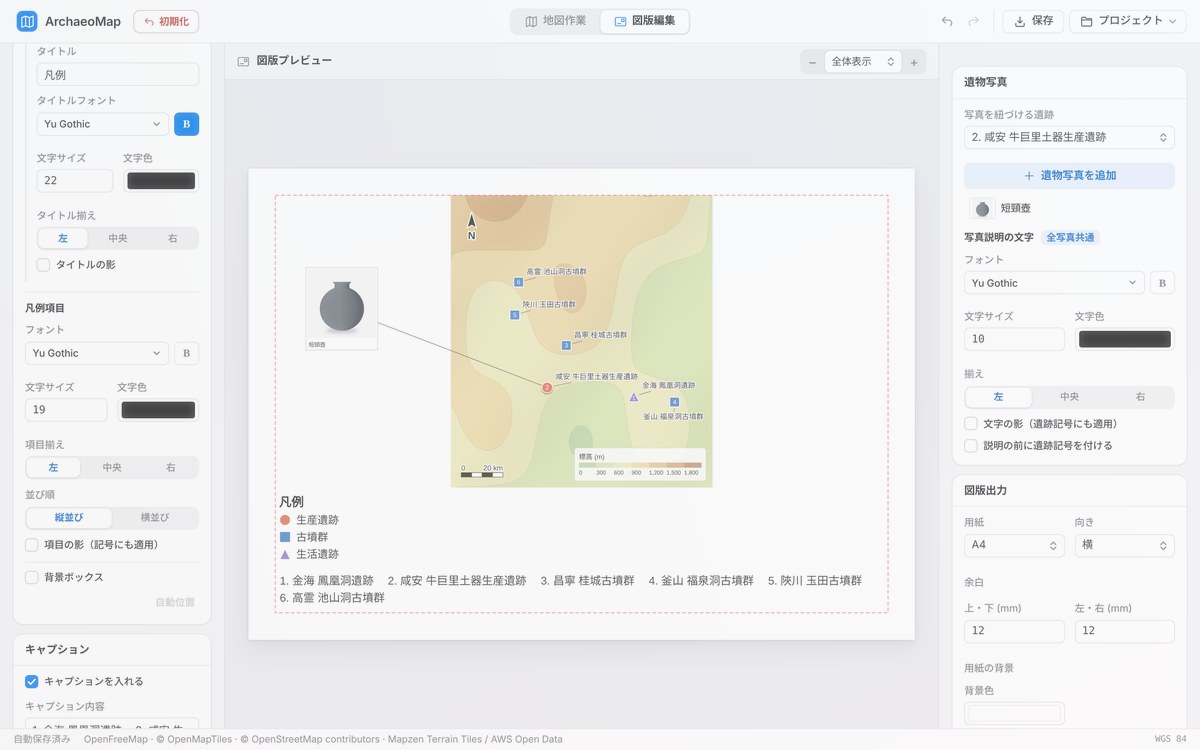 ArchaeoMap
初期化
地図作業
図版編集
保存
プロジェクト
タイトル
凡例
タイトルフォント
Yu Gothic
B
文字サイズ
文字色
22
タイトル揃え
左
中央
右
タイトルの影
凡例項目
フォント
Yu Gothic
B
文字サイズ
文字色
19
項目揃え
左
中央
右
並び順
縦並び
横並び
項目の影（記号にも適用）
背景ボックス
自動位置
キャプション
キャプションを入れる
キャプション内容
図版プレビュー
−
全体表示
+
N
6
高霊 池山洞古墳群
5
陜川 玉田古墳群
3
昌寧 桂城古墳群
2
咸安 牛巨里土器生産遺跡
1
金海 鳳凰洞遺跡
4
釜山 福泉洞古墳群
短頸壺
0 20 km
標高 (m)
0 300 600 900 1,200 1,500 1,800
凡例
生産遺跡
古墳群
生活遺跡
1. 金海 鳳凰洞遺跡 2. 咸安 牛巨里土器生産遺跡 3. 昌寧 桂城古墳群 4. 釜山 福泉洞古墳群 5. 陜川 玉田古墳群
6. 高霊 池山洞古墳群
遺物写真
写真を紐づける遺跡
2. 咸安 牛巨里土器生産遺跡
+ 遺物写真を追加
短頸壺
写真説明の文字
全写真共通
フォント
Yu Gothic
B
文字サイズ
文字色
10
揃え
左
中央
右
文字の影（遺跡記号にも適用）
説明の前に遺跡記号を付ける
図版出力
用紙
向き
A4
横
余白
上・下 (mm)
左・右 (mm)
12
12
用紙の背景
背景色
自動保存済み
OpenFreeMap · © OpenMapTiles · © OpenStreetMap contributors · Mapzen Terrain Tiles / AWS Open Data
WGS 84